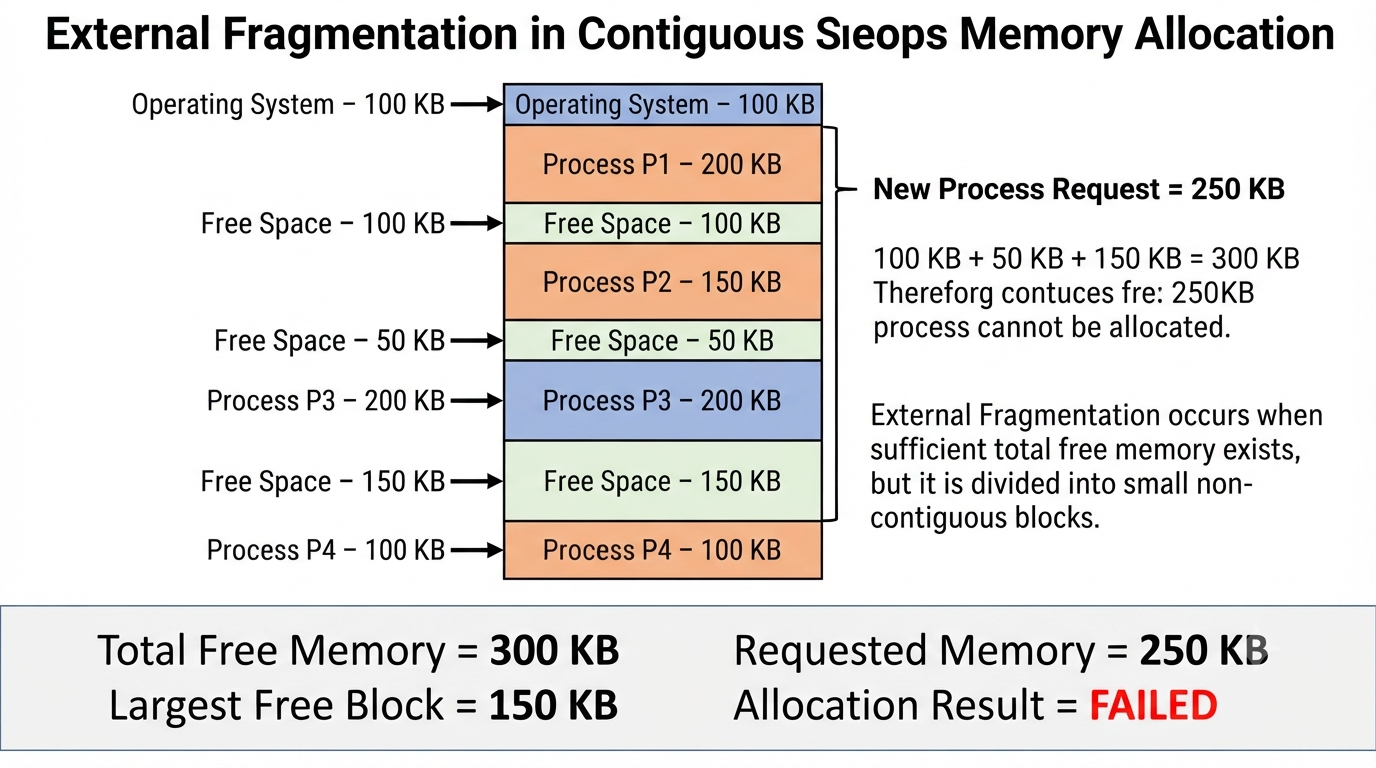 External Fragmentation in Contiguous Sıeops Memory Allocation
Operating System – 100 KB
Operating System – 100 KB
Process P1 – 200 KB
Free Space – 100 KB
Free Space – 100 KB
Process P2 – 150 KB
Free Space – 50 KB
Free Space – 50 KB
Process P3 – 200 KB
Process P3 – 200 KB
Free Space – 150 KB
Free Space – 150 KB
Process P4 – 100 KB
Process P4 – 100 KB
New Process Request = 250 KB
100 KB + 50 KB + 150 KB = 300 KB
Thereforg contuces fre: 250KB
process cannot be allocated.
External Fragmentation occurs when
sufficient total free memory exists,
but it is divided into small non-
contiguous blocks.
Total Free Memory = 300 KB
Largest Free Block = 150 KB
Requested Memory = 250 KB
Allocation Result = FAILED